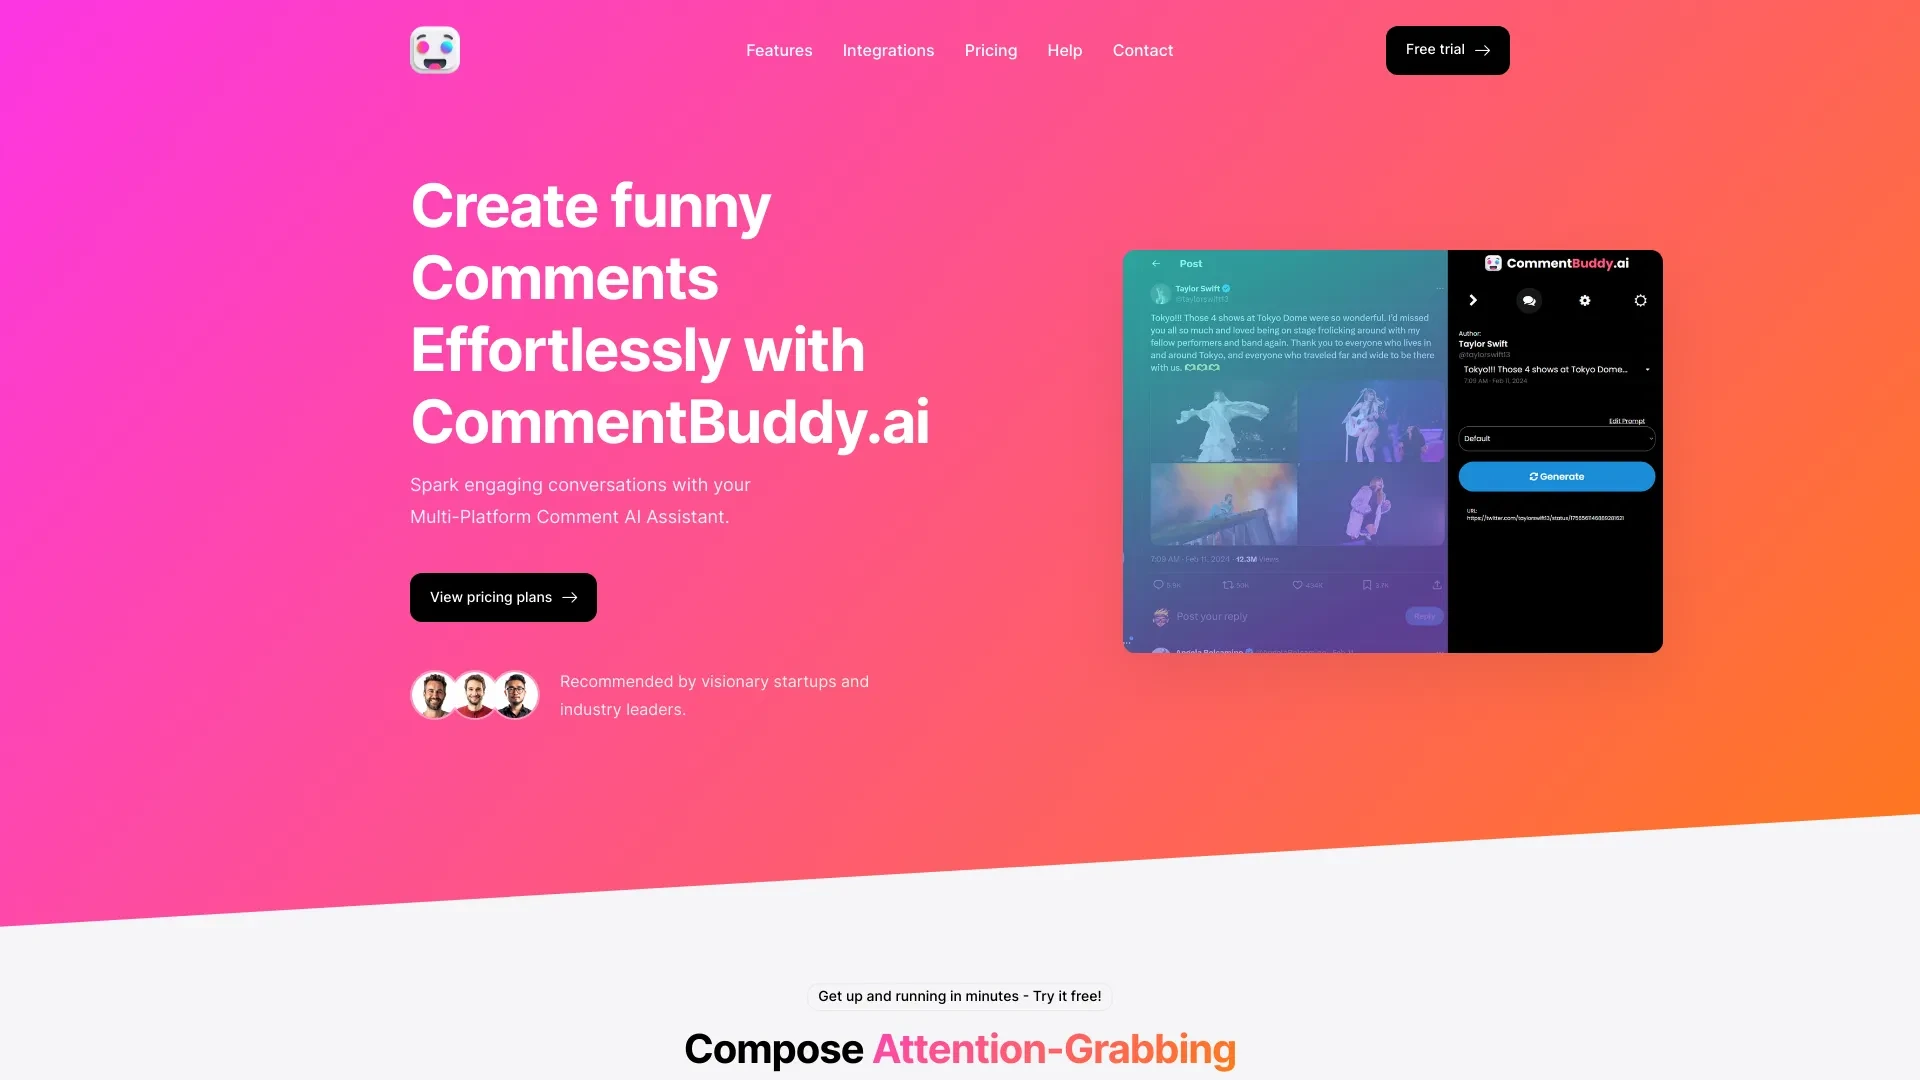 Features
Integrations
Pricing
Help
Contact
Free trial
Create funny
Comments
Effortlessly with
CommentBuddy.ai
Spark engaging conversations with your
Multi-Platform Comment AI Assistant.
View pricing plans
Recommended by visionary startups and
industry leaders.
Post
Taylor Swift
@taylorswift13
Tokyo!!! Those 4 shows at Tokyo Dome were so wonderful. I'd missed
you all so much and loved being on stage frolicking around with my
fellow performers and band again. Thank you to everyone who lives in
and around Tokyo, and everyone who traveled far and wide to be there
with us.
7:09 AM · Feb 11, 2024 · 12.3M Views
5.9K
30K
434K
3.7K
Post your reply
Reply
CommentBuddy.ai
Author:
Taylor Swift
@taylorswift13
Tokyo!!! Those 4 shows at Tokyo Dome...
7:09 AM · Feb 11, 2024
Edit Prompt
Default
Generate
URL:
Get up and running in minutes - Try it free!
Compose Attention-Grabbing